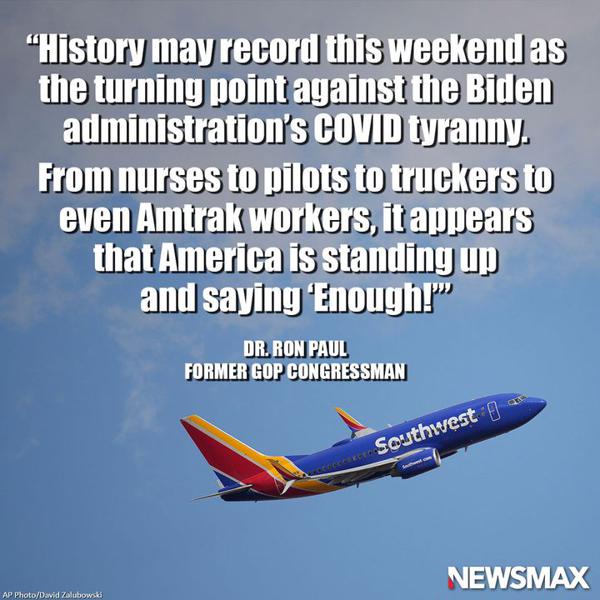 “History may record this weekend as
the turning point against the Biden
administration’s COVID tyranny.
From nurses to pilots to truckers to
even Amtrak workers, it appears
that America is standing up
and saying ‘Enough!’”
DR. RON PAUL
FORMER GOP CONGRESSMAN
Southwest
Southwest.com
NEWSMAX
AP Photo/David Zalubowski